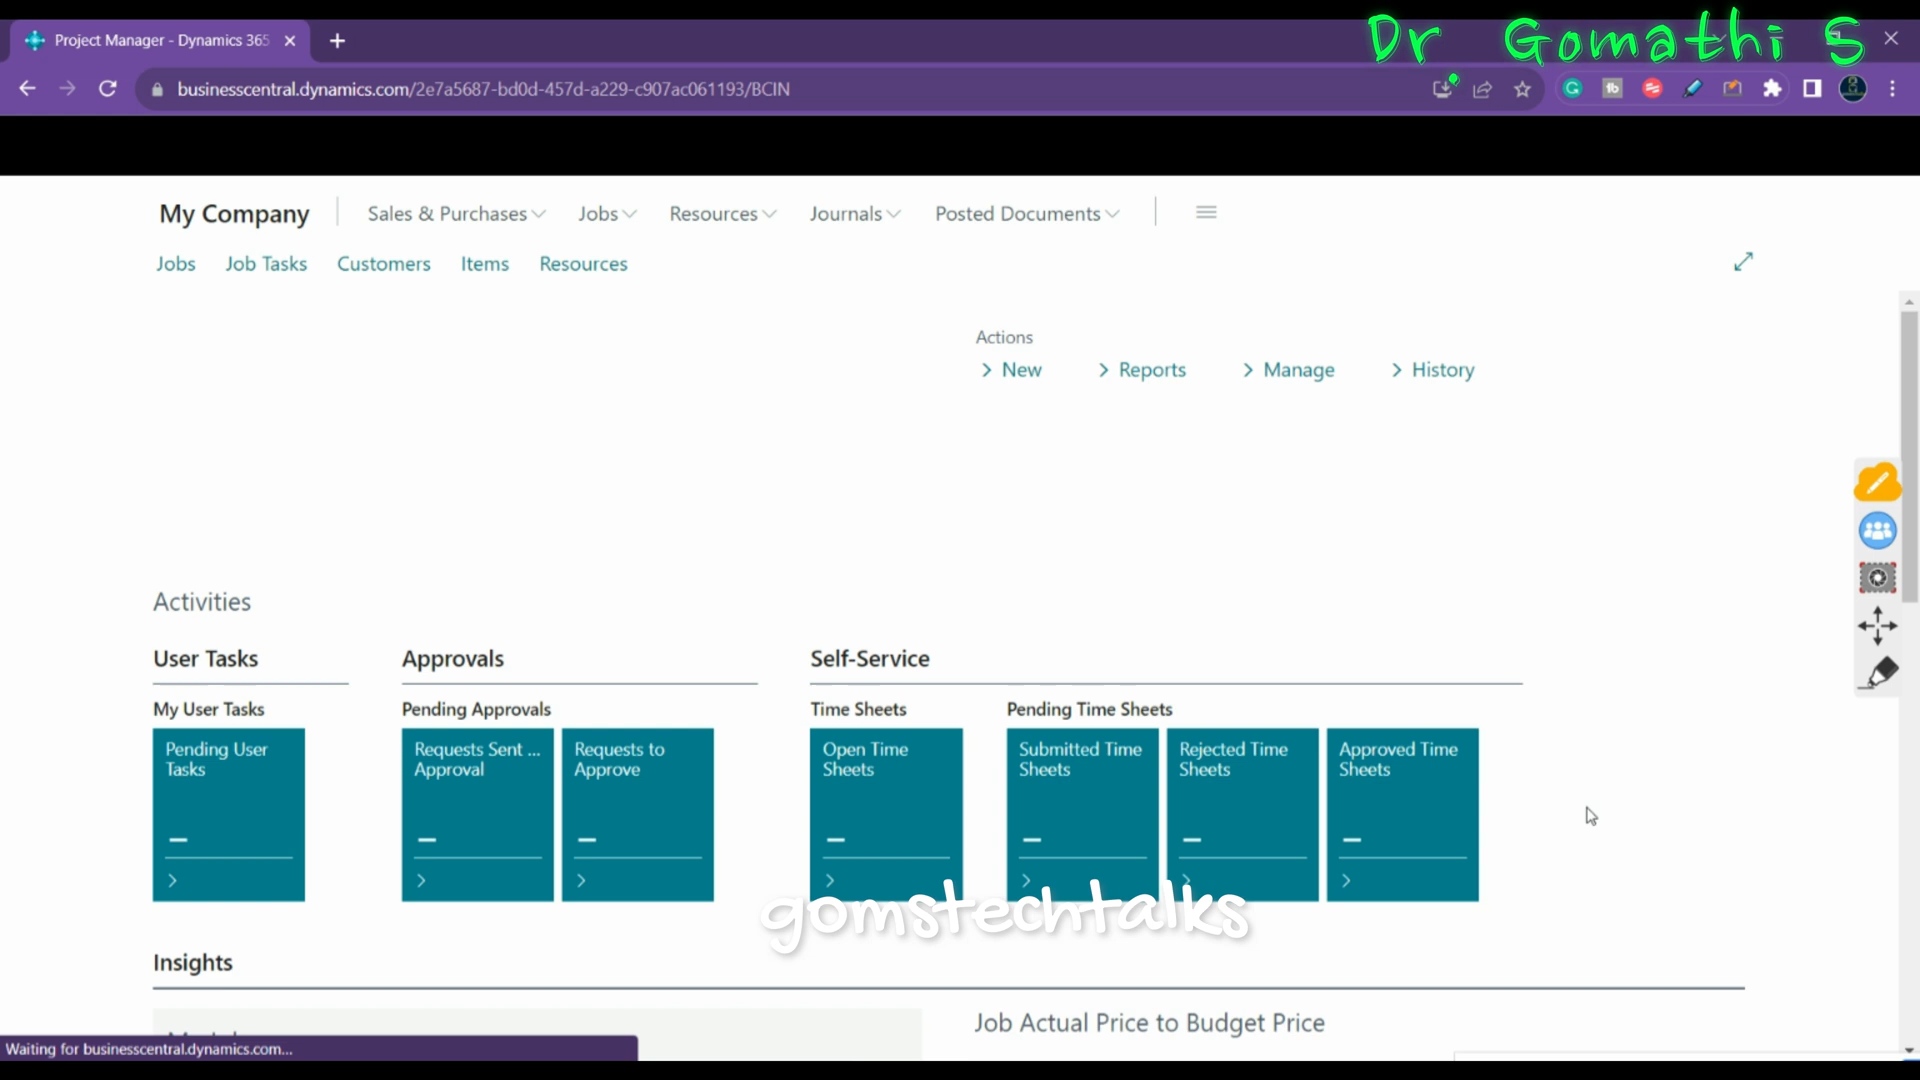 Dr Gomathi S
Project Manager - Dynamics 365
businesscentral.dynamics.com/2e7a5687-bd0d-457d-a229-c907ac061193/BCIN
My Company
Sales & Purchases
Jobs
Resources
Journals
Posted Documents
Jobs
Job Tasks
Customers
Items
Resources
Actions
New
Reports
Manage
History
Activities
User Tasks
Approvals
Self-Service
My User Tasks
Pending Approvals
Time Sheets
Pending Time Sheets
Pending User
Tasks
Requests Sent ...
Approval
Requests to
Approve
Open Time
Sheets
Submitted Time
Sheets
Rejected Time
Sheets
Approved Time
Sheets
gomstechtalks
Insights
Job Actual Price to Budget Price
Waiting for businesscentral.dynamics.com...